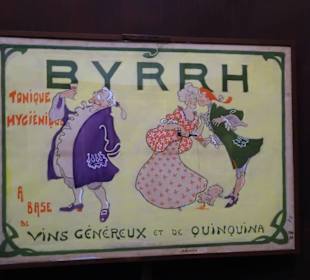 BYRRH
TONIQUE
HYGIÉNIQUE
A
BASE
DE VINS GÉNÉREUX ET DE QUINQUINA